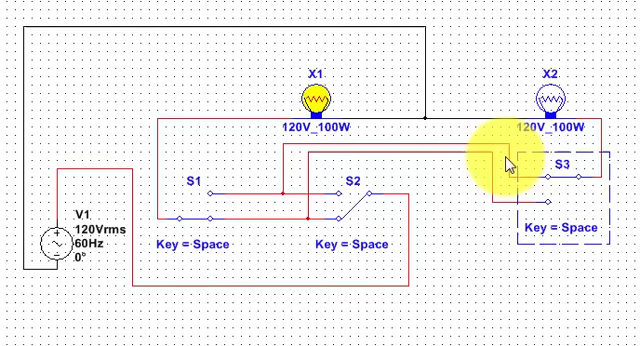 X1
X2
120V_100W
120V_100W
S3
S1
S2
V1
120Vrms
60Hz
0°
Key = Space
Key = Space
Key = Space